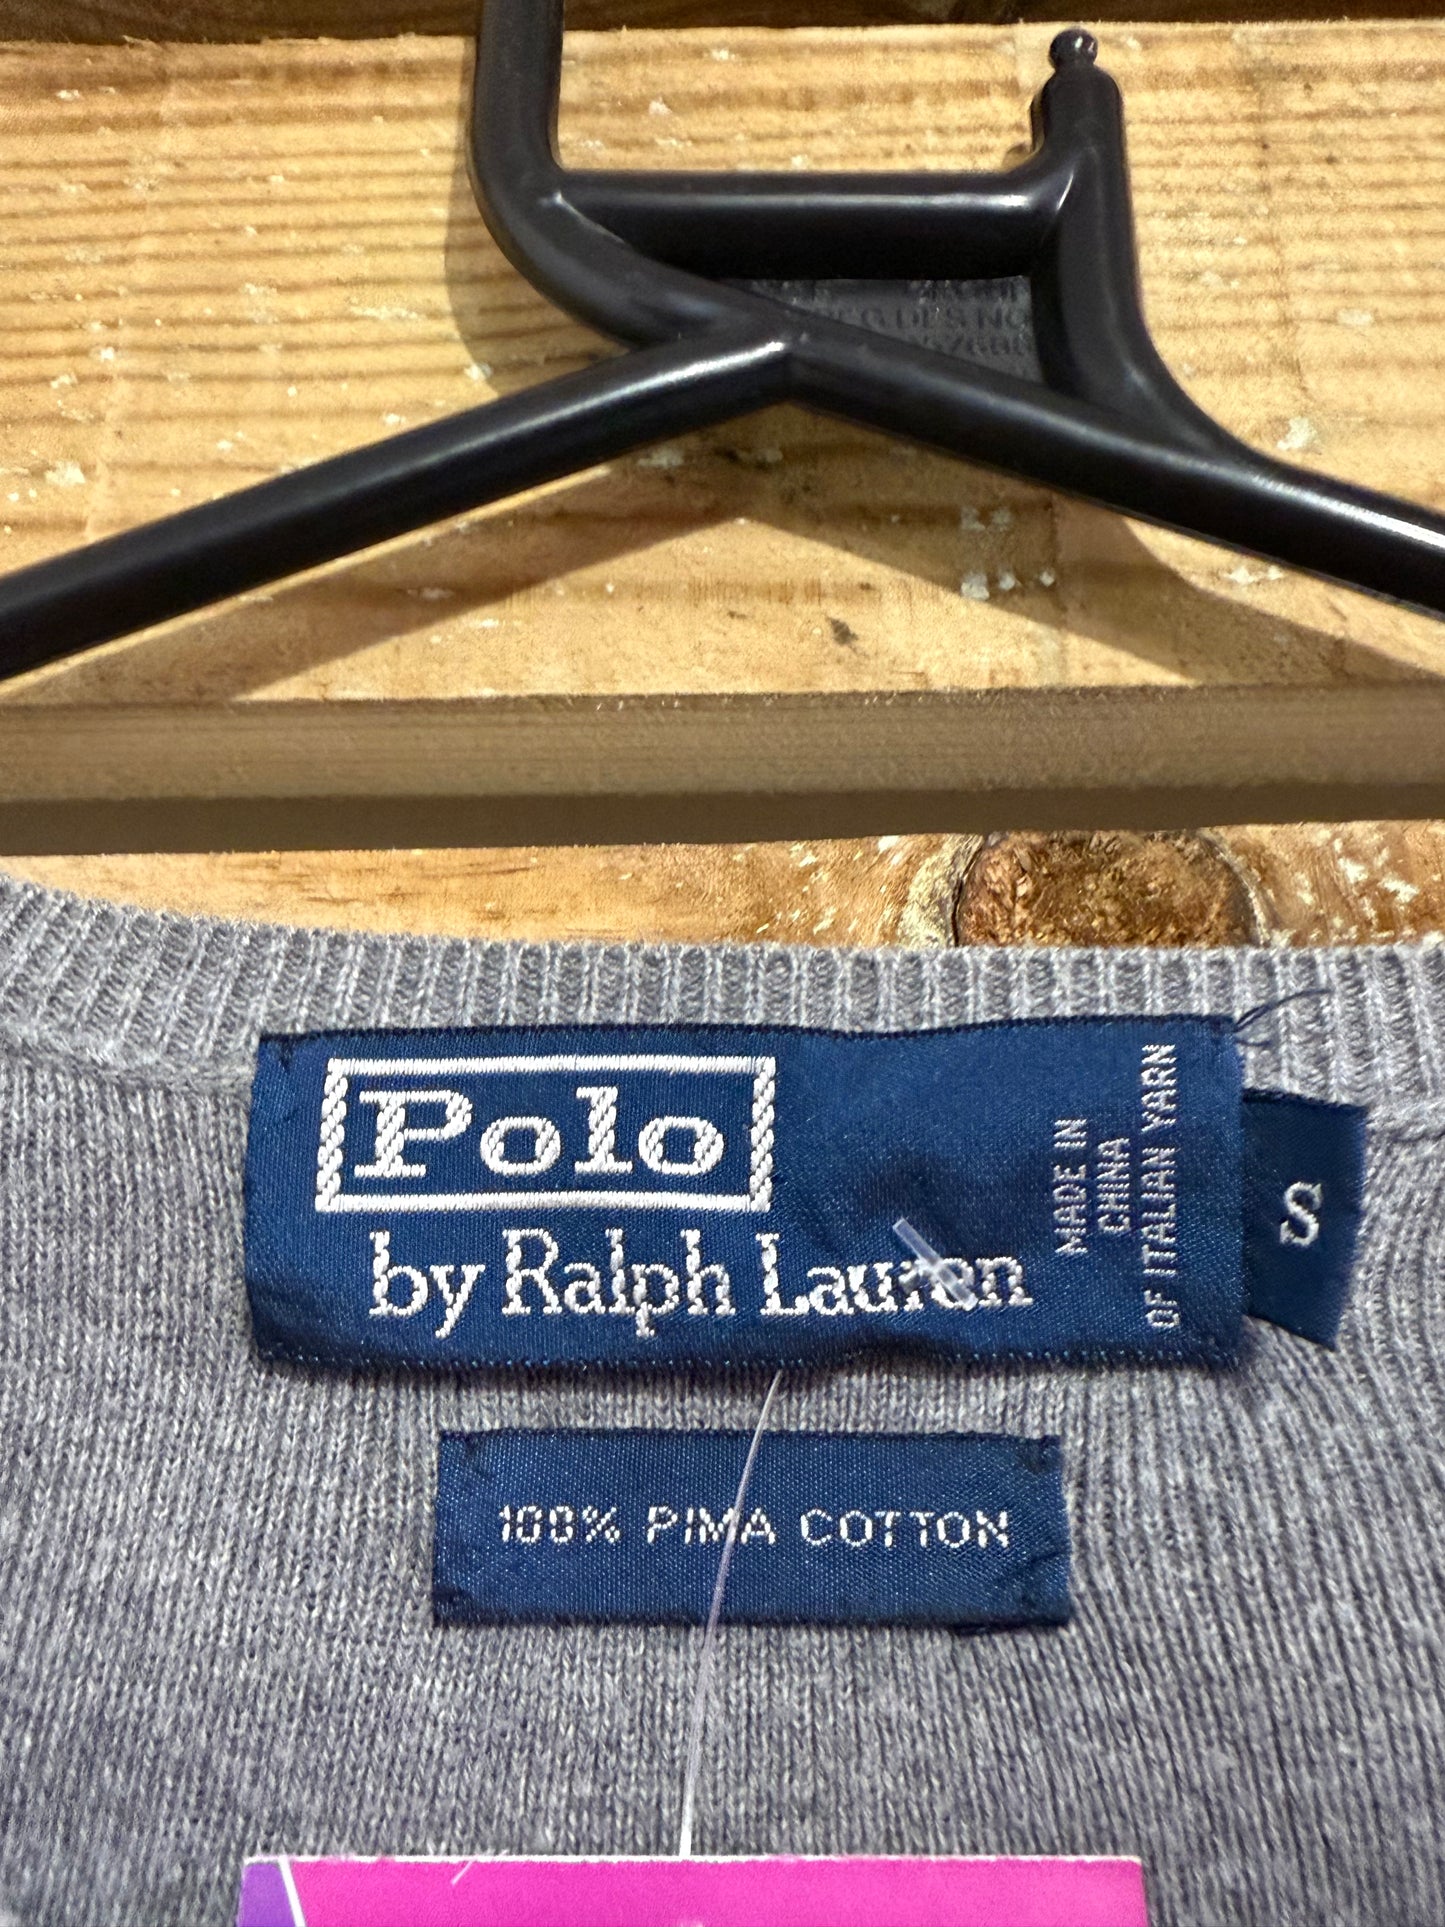 Polo
by Ralph Lauren
MADE IN
CHINA
OF ITALIAN YARN
S
100% PIMA COTTON